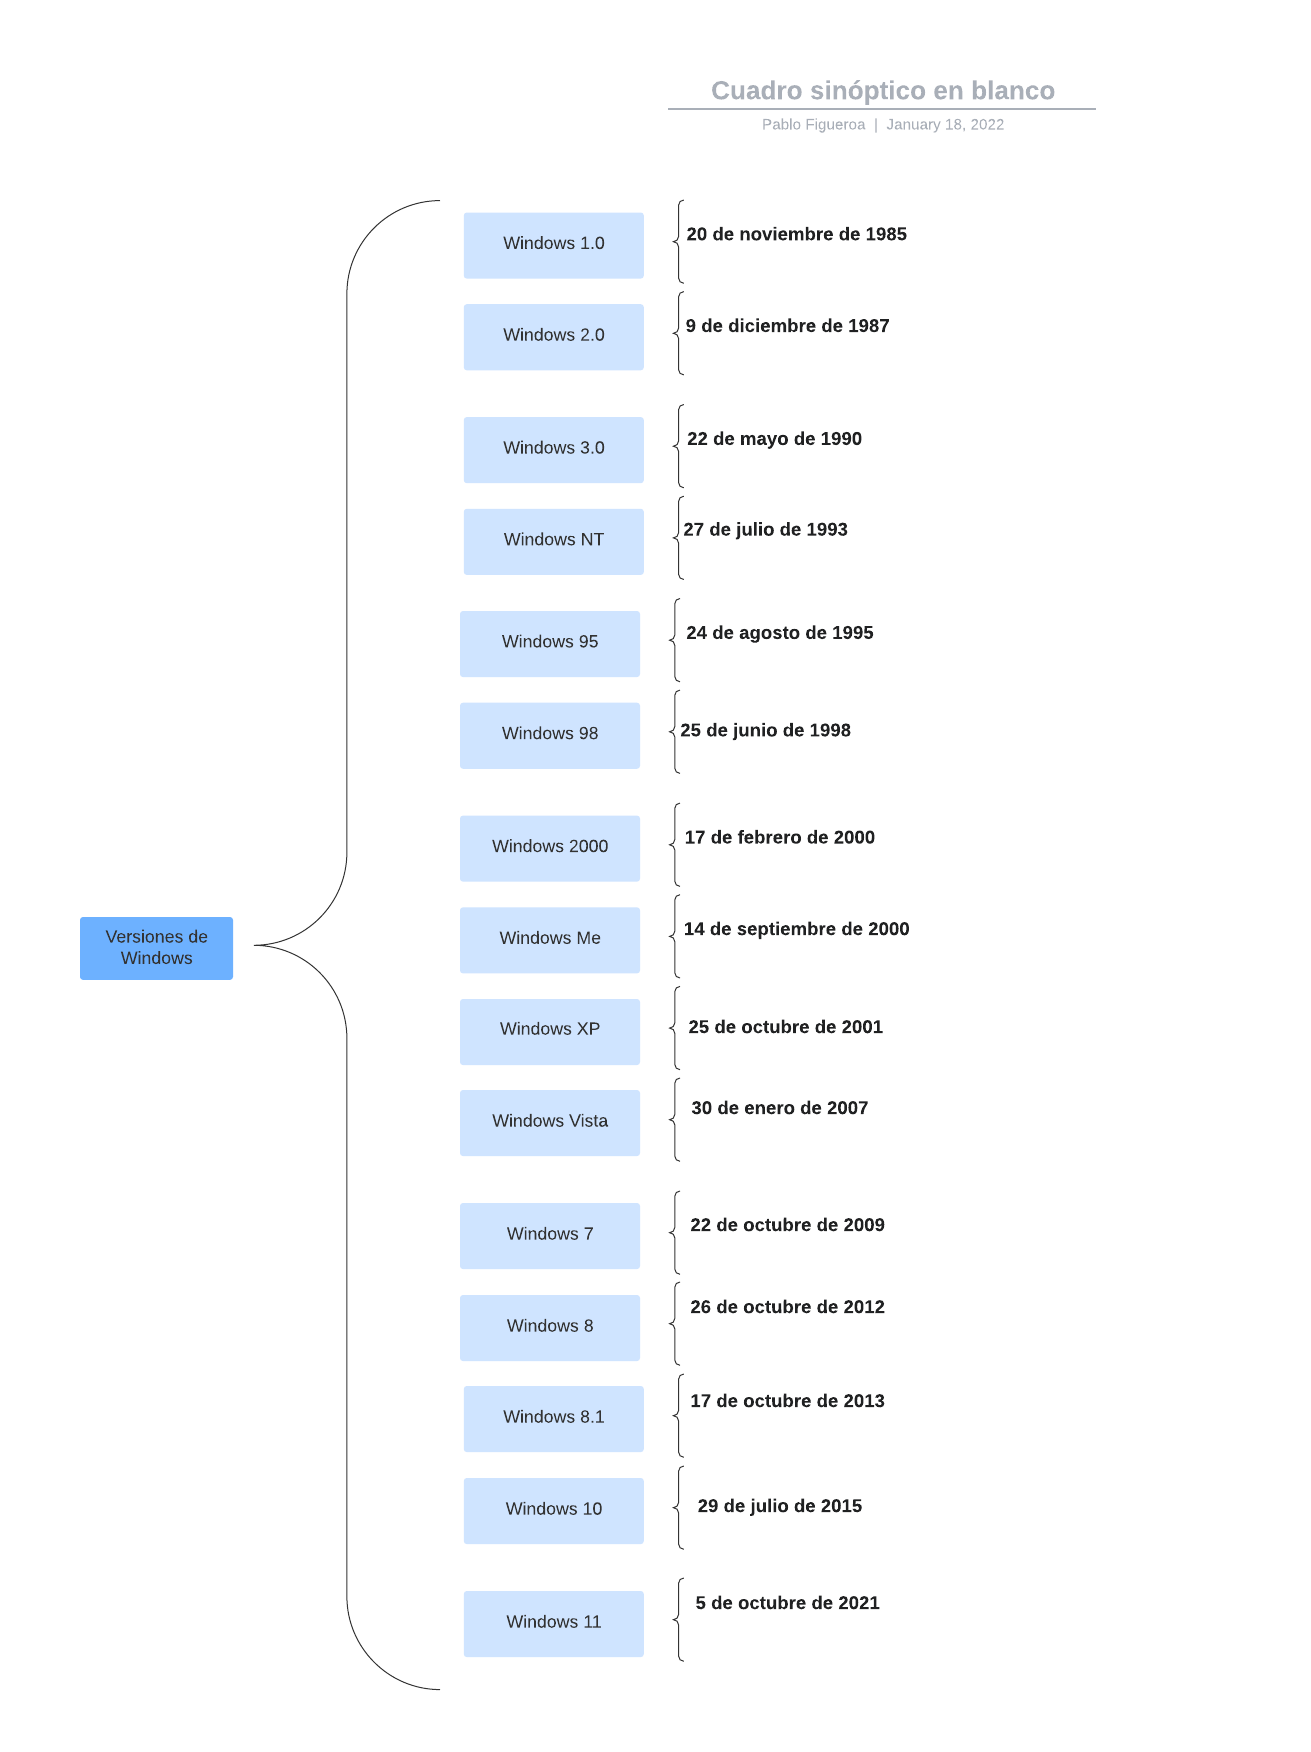 Cuadro sinóptico en blanco
Pablo Figueroa | January 18, 2022
Windows 1.0
20 de noviembre de 1985
Windows 2.0
9 de diciembre de 1987
Windows 3.0
22 de mayo de 1990
Windows NT
27 de julio de 1993
Windows 95
24 de agosto de 1995
Windows 98
25 de junio de 1998
Windows 2000
17 de febrero de 2000
Versiones de
Windows
Windows Me
14 de septiembre de 2000
Windows XP
25 de octubre de 2001
Windows Vista
30 de enero de 2007
Windows 7
22 de octubre de 2009
Windows 8
26 de octubre de 2012
Windows 8.1
17 de octubre de 2013
Windows 10
29 de julio de 2015
Windows 11
5 de octubre de 2021